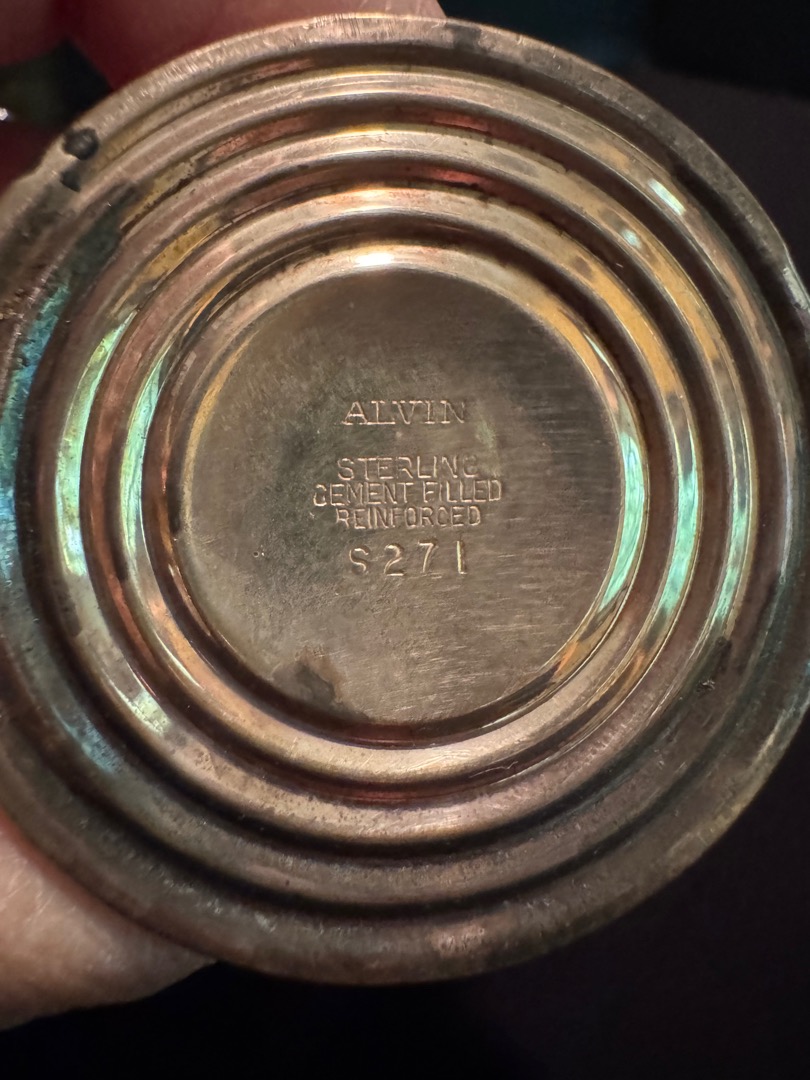 ALVIN
STERLING
CEMENT FILLED
REINFORCED
S271